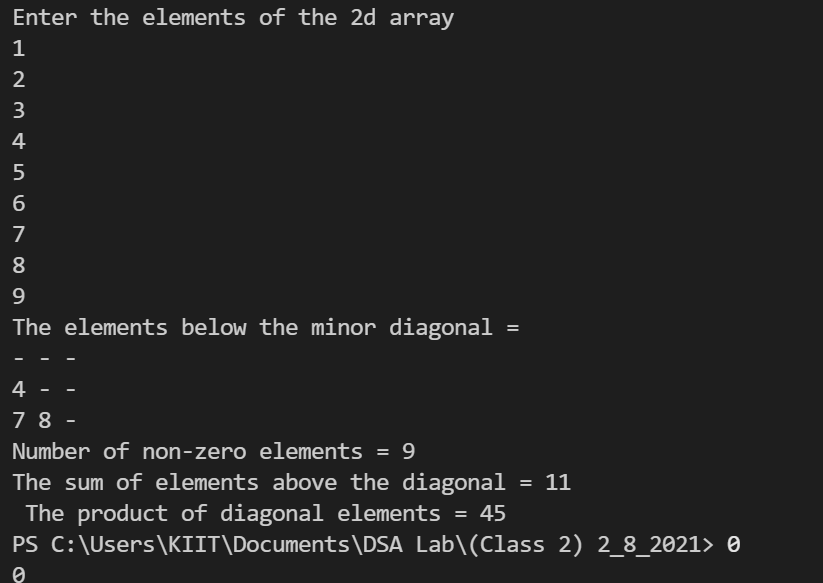 Enter the elements of the 2d array
1
2
3
4
5
6
7
8
9
The elements below the minor diagonal =
- - -
4 - -
7 8 -
Number of non-zero elements = 9
The sum of elements above the diagonal = 11
 The product of diagonal elements = 45
PS C:\Users\KIIT\Documents\DSA Lab\(Class 2) 2_8_2021> 0
0